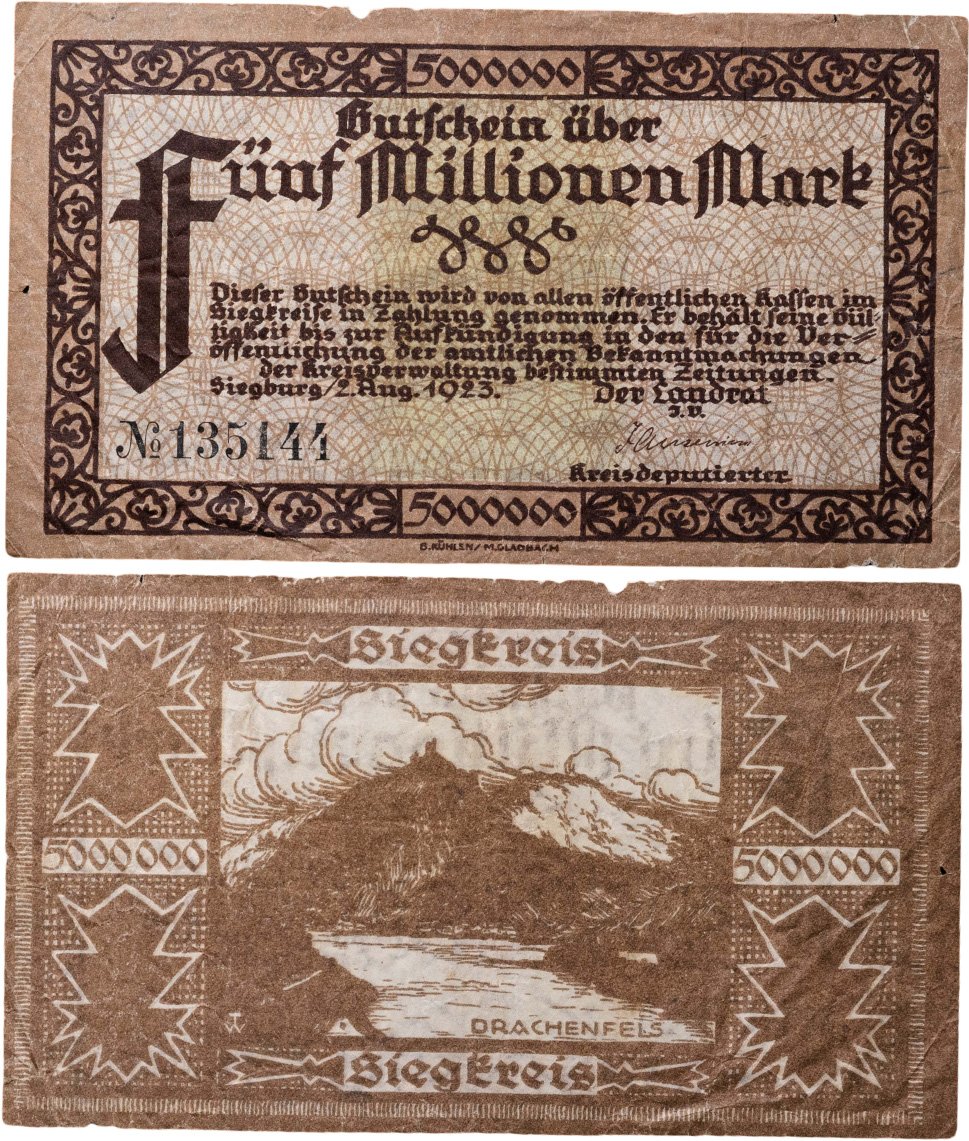 5000000
Gutschein über
Fünf Millionen Mark
Dieser Gutschein wird von allen öffentlichen Kassen im
Siegkreise in Zahlung genommen. Er behält seine Gül-
tigkeit bis zur Aufkündigung in den für die Ver-
öffentlichung der amtlichen Bekanntmachungen
der Kreisverwaltung bestimmten Zeitungen.
Siegburg/2. Aug. 1923. Der Landrat
J.V.
№ 135144
Kreisdeputierter
5000000
B. KÜHLEN/M.GLADBACH
Siegkreis
5000000 5000000
DRACHENFELS
Siegkreis